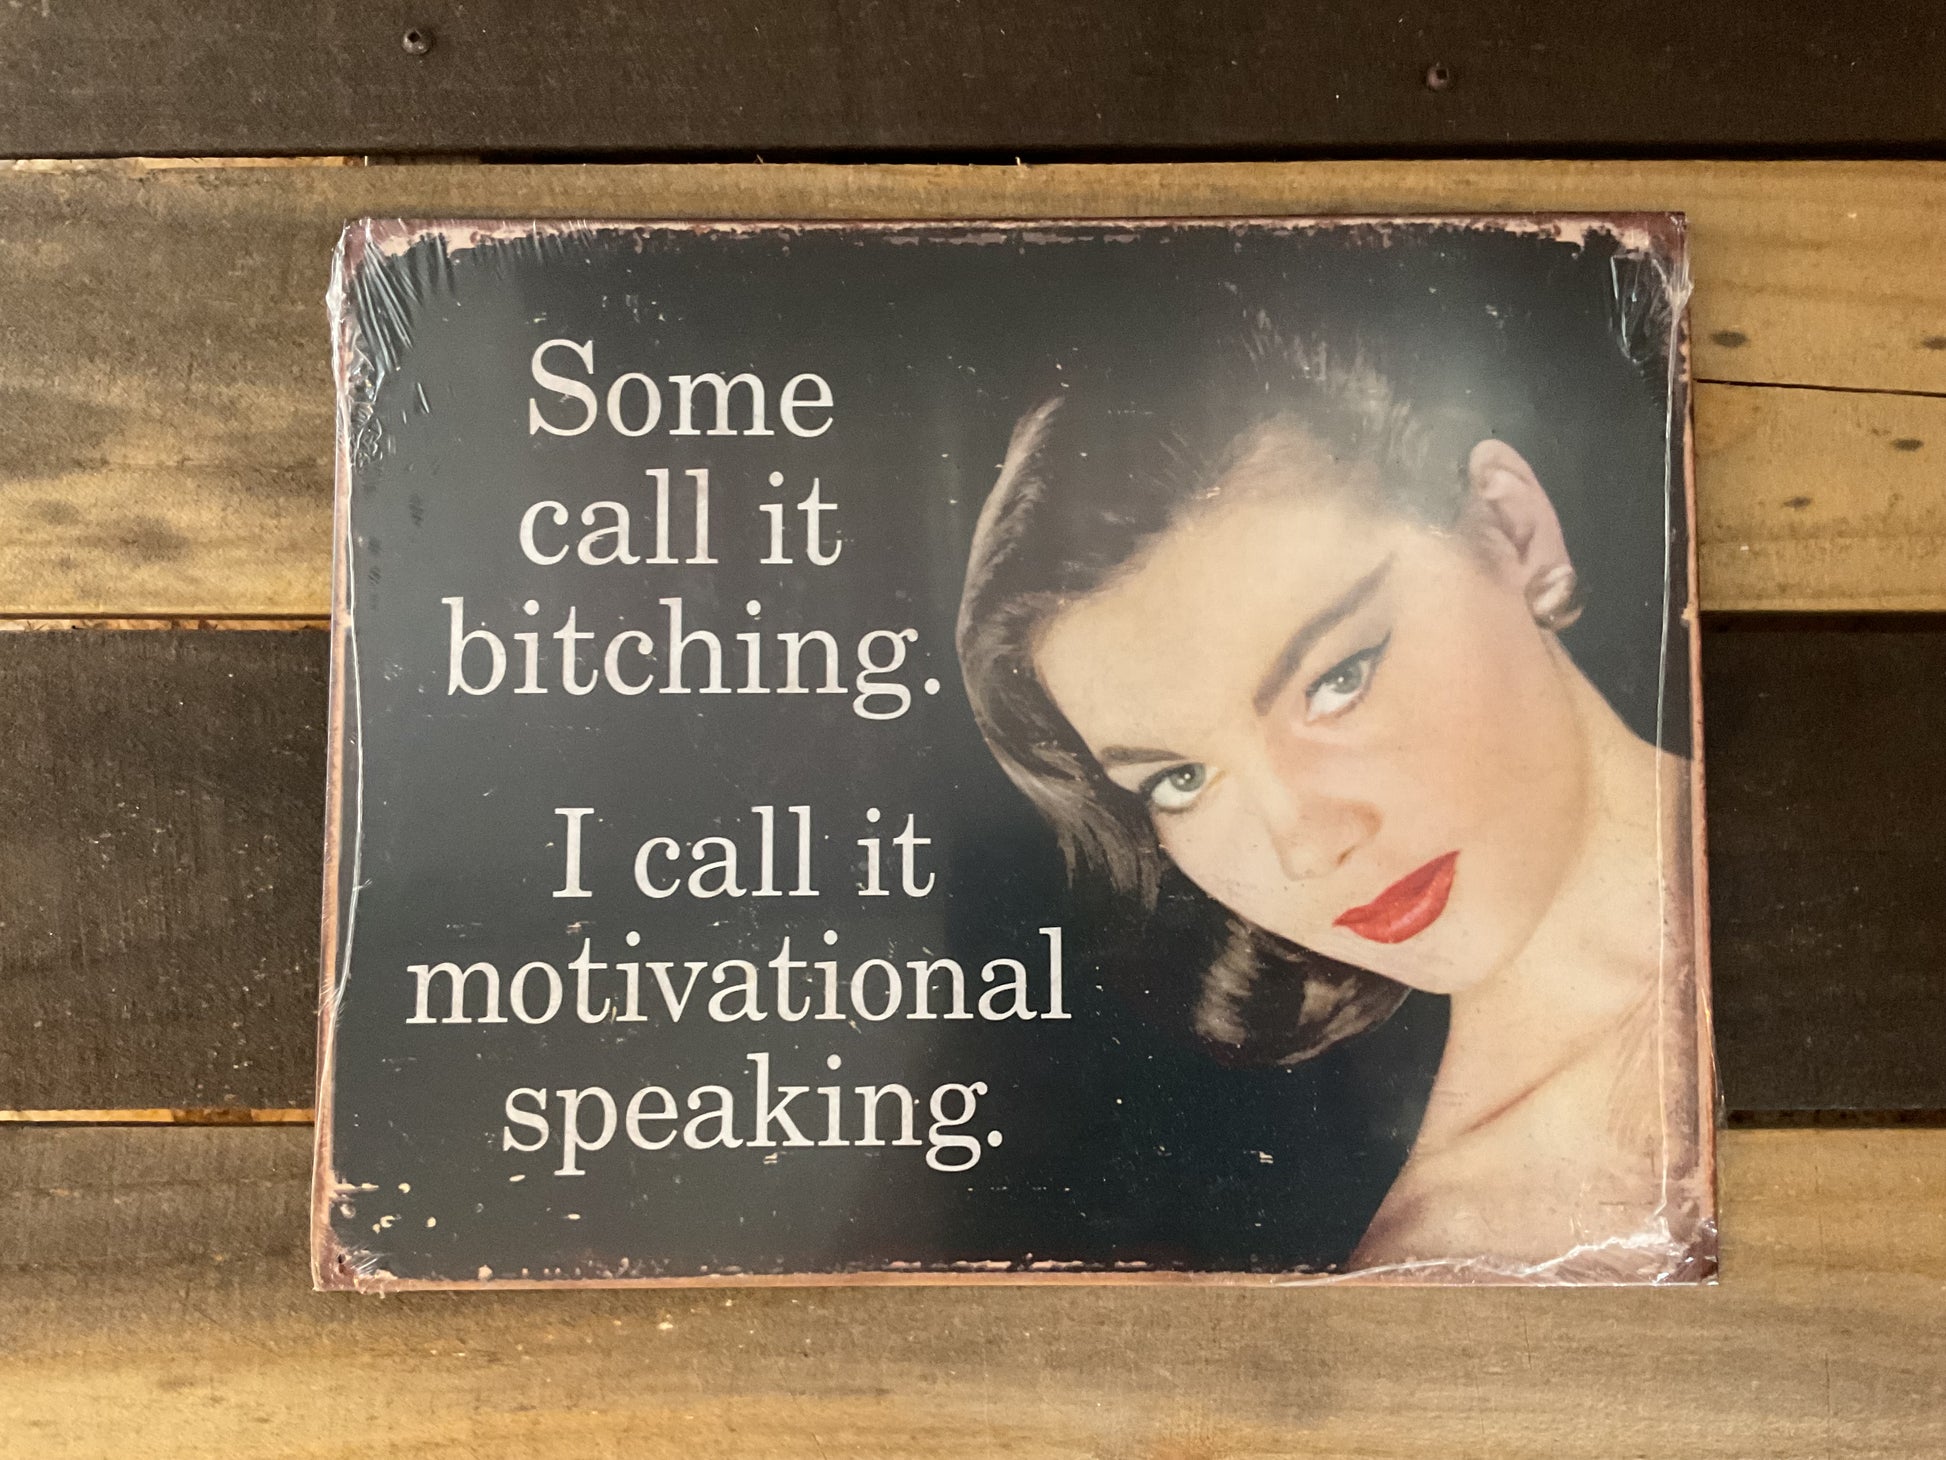 Some
call it
bitching.
I call it
motivational
speaking.